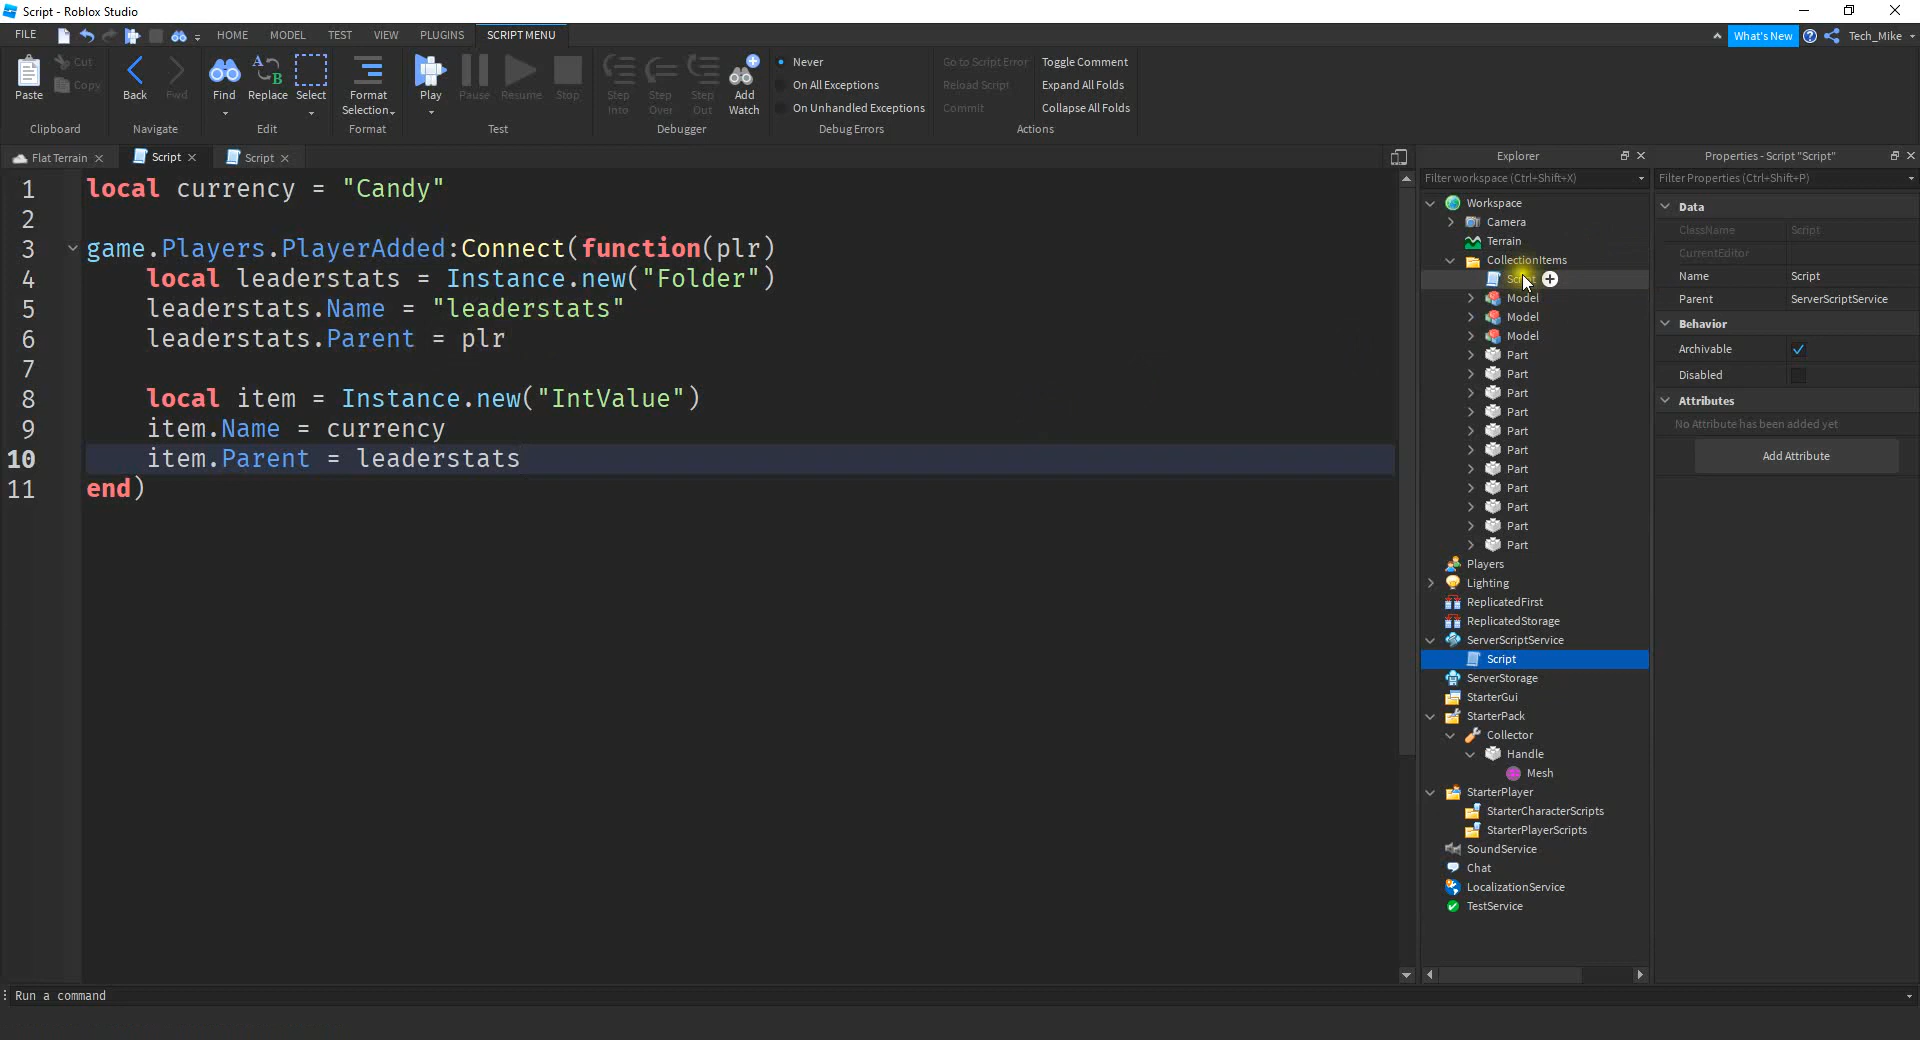 Script - Roblox Studio
FILE HOME MODEL TEST VIEW PLUGINS SCRIPT MENU What's New Tech_Mike
Paste Cut Copy Clipboard
Back Fwd Navigate
Find Replace Select Edit
Format Selection Format
Play Pause Resume Stop Test
Step Into Step Over Step Out Add Watch Debugger
Never
On All Exceptions
On Unhandled Exceptions
Debug Errors
Go to Script Error Toggle Comment
Reload Script Expand All Folds
Commit Collapse All Folds
Actions
Flat Terrain Script Script
1 local currency = "Candy"
2
3 game.Players.PlayerAdded:Connect(function(plr)
4 local leaderstats = Instance.new("Folder")
5 leaderstats.Name = "leaderstats"
6 leaderstats.Parent = plr
7
8 local item = Instance.new("IntValue")
9 item.Name = currency
10 item.Parent = leaderstats
11 end)
Explorer
Filter workspace (Ctrl+Shift+X)
Workspace
Camera
Terrain
CollectionItems
Script
Model
Model
Model
Part
Part
Part
Part
Part
Part
Part
Part
Part
Part
Part
Players
Lighting
ReplicatedFirst
ReplicatedStorage
ServerScriptService
Script
ServerStorage
StarterGui
StarterPack
Collector
Handle
Mesh
StarterPlayer
StarterCharacterScripts
StarterPlayerScripts
SoundService
Chat
LocalizationService
TestService
Properties - Script "Script"
Filter Properties (Ctrl+Shift+P)
Data
ClassName Script
CurrentEditor
Name Script
Parent ServerScriptService
Behavior
Archivable
Disabled
Attributes
No Attribute has been added yet
Add Attribute
Run a command